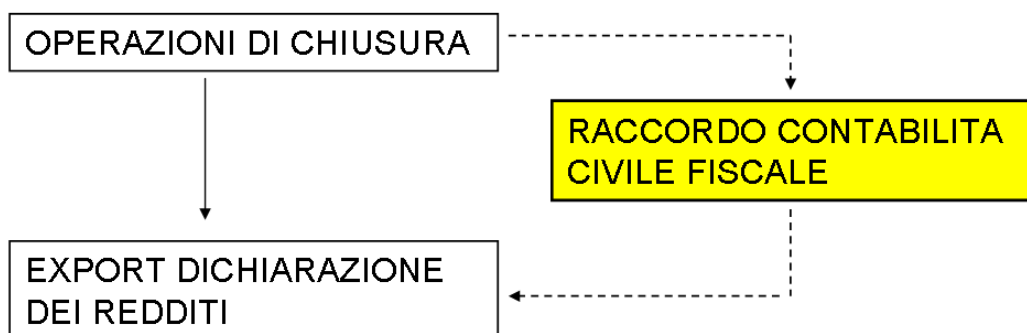 OPERAZIONI DI CHIUSURA
RACCORDO CONTABILITA
CIVILE FISCALE
EXPORT DICHIARAZIONE
DEI REDDITI